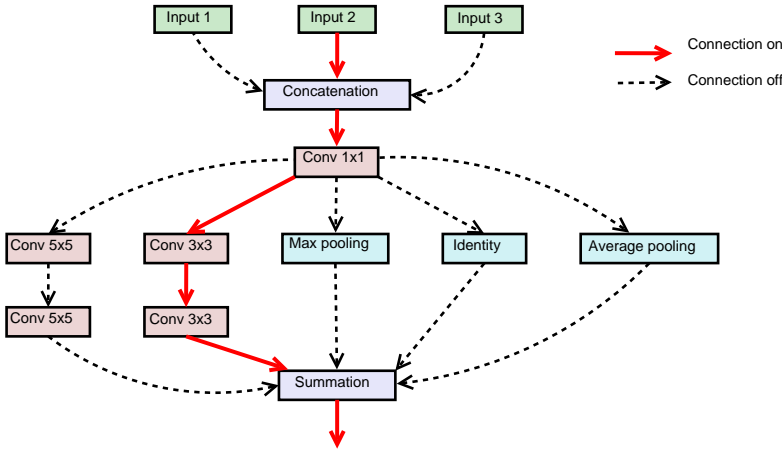 Input 1
Input 2
Input 3
Connection on
Connection off
Concatenation
Conv 1x1
Conv 5x5
Conv 3x3
Max pooling
Identity
Average pooling
Conv 5x5
Conv 3x3
Summation